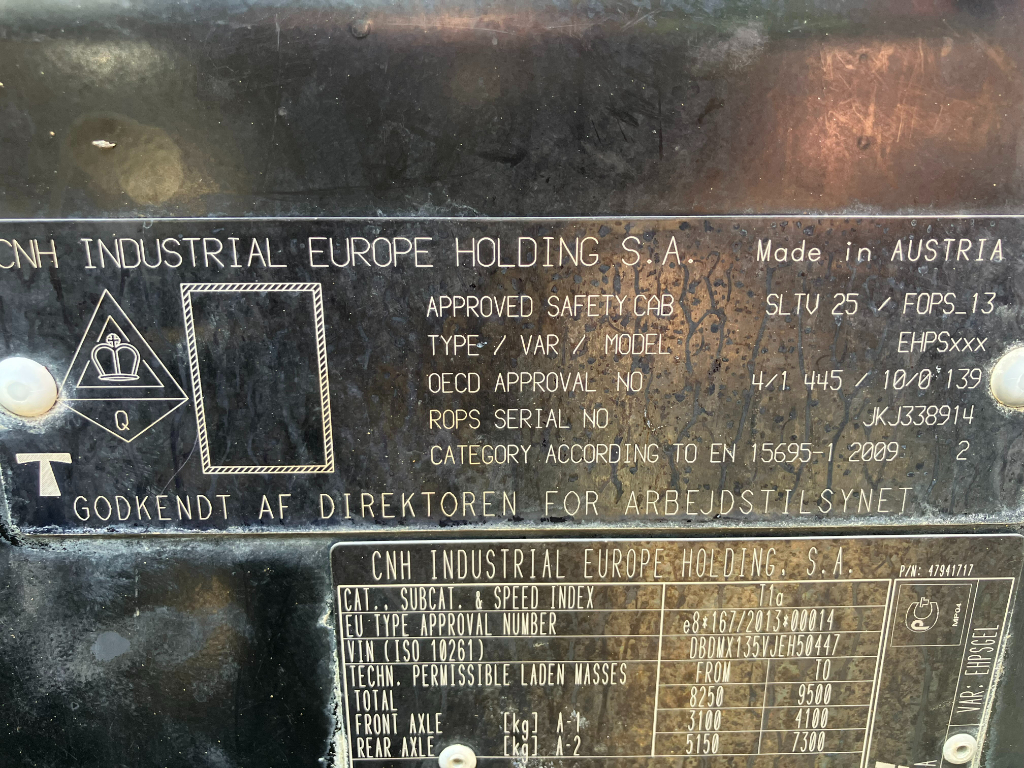 CNH INDUSTRIAL EUROPE HOLDING S.A. Made in AUSTRIA
APPROVED SAFETY CAB SLTV 25 / FOPS_13
TYPE / VAR / MODEL EHPSxxx
OECD APPROVAL NO 4/1 445 / 10/0 139
ROPS SERIAL NO JKJ338914
CATEGORY ACCORDING TO EN 15695-1 2009 2
Q
T
GODKENDT AF DIREKTOREN FOR ARBEJDSTILSYNET
CNH INDUSTRIAL EUROPE HOLDING, S.A. P/N: 47941717
CAT., SUBCAT. & SPEED INDEX T1a
EU TYPE APPROVAL NUMBER e8*167/2013*00014
VIN (ISO 10261) DBDMX135VJEH50447
TECHN. PERMISSIBLE LADEN MASSES FROM TO
TOTAL 8250 9500
FRONT AXLE [kg] A-1 3100 4100
REAR AXLE [kg] A-2 5150 7300
MP04
VAR: EHPSGEL